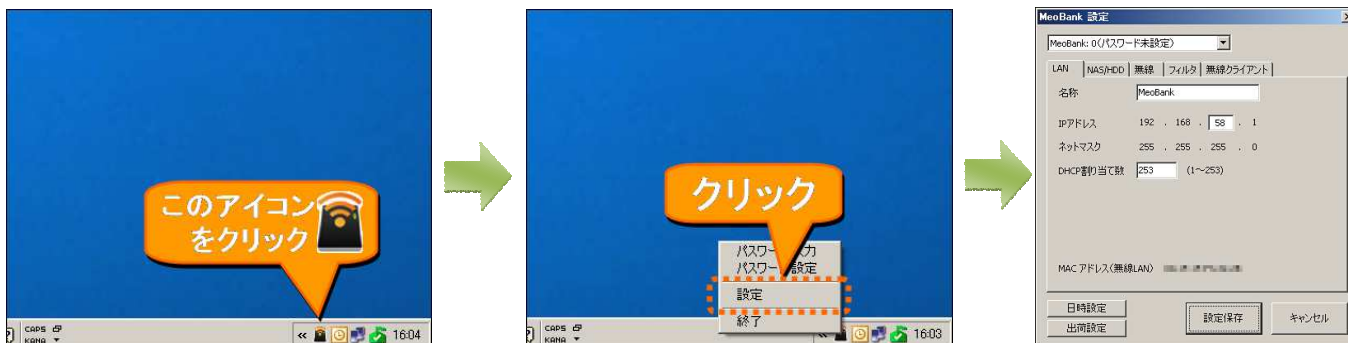 このアイコン
をクリック
CAPS
KANA
«
16:04
クリック
パスワード設定
設定
終了
CAPS
KANA
«
16:03
MeoBank 設定
MeoBank: 0(パスワード未設定)
LAN
NAS/HDD
無線
フィルタ
無線クライアント
名称
MeoBank
IPアドレス 192 . 168 . 58 . 1
ネットマスク 255 . 255 . 255 . 0
DHCP割り当て数 253 (1~253)
MAC アドレス(無線LAN)
日時設定
出荷設定
設定保存
キャンセル